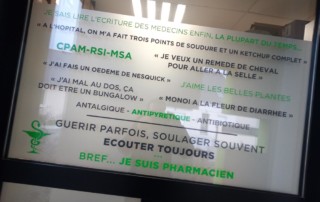 JE SAIS LIRE L'ECRITURE DES MEDECINS ENFIN, LA PLUPART DU TEMPS...
« A L'HOPITAL, ON M'A FAIT TROIS POINTS DE SOUDURE ET UN KETCHUP COMPLET »
CPAM-RSI-MSA
« JE VEUX UN REMEDE DE CHEVAL
POUR ALLER A LA SELLE »
« J'AI FAIS UN OEDEME DE NESQUICK »
J'AIME LES BELLES PLANTES
« J'AI MAL AU DOS, CA
DOIT ÊTRE UN BUNGALOW »
« MONOI A LA FLEUR DE DIARRHEE »
ANTALGIQUE - ANTIPYRETIQUE - ANTIBIOTIQUE
GUERIR PARFOIS, SOULAGER SOUVENT
ECOUTER TOUJOURS
BREF... JE SUIS PHARMACIEN